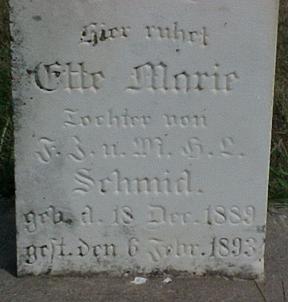 Hier ruhet
Ette Marie
Tochter von
F. J. u. M. H. L.
Schmid.
geb. d. 18 Dec. 1889
gest. den 6 Febr. 1893